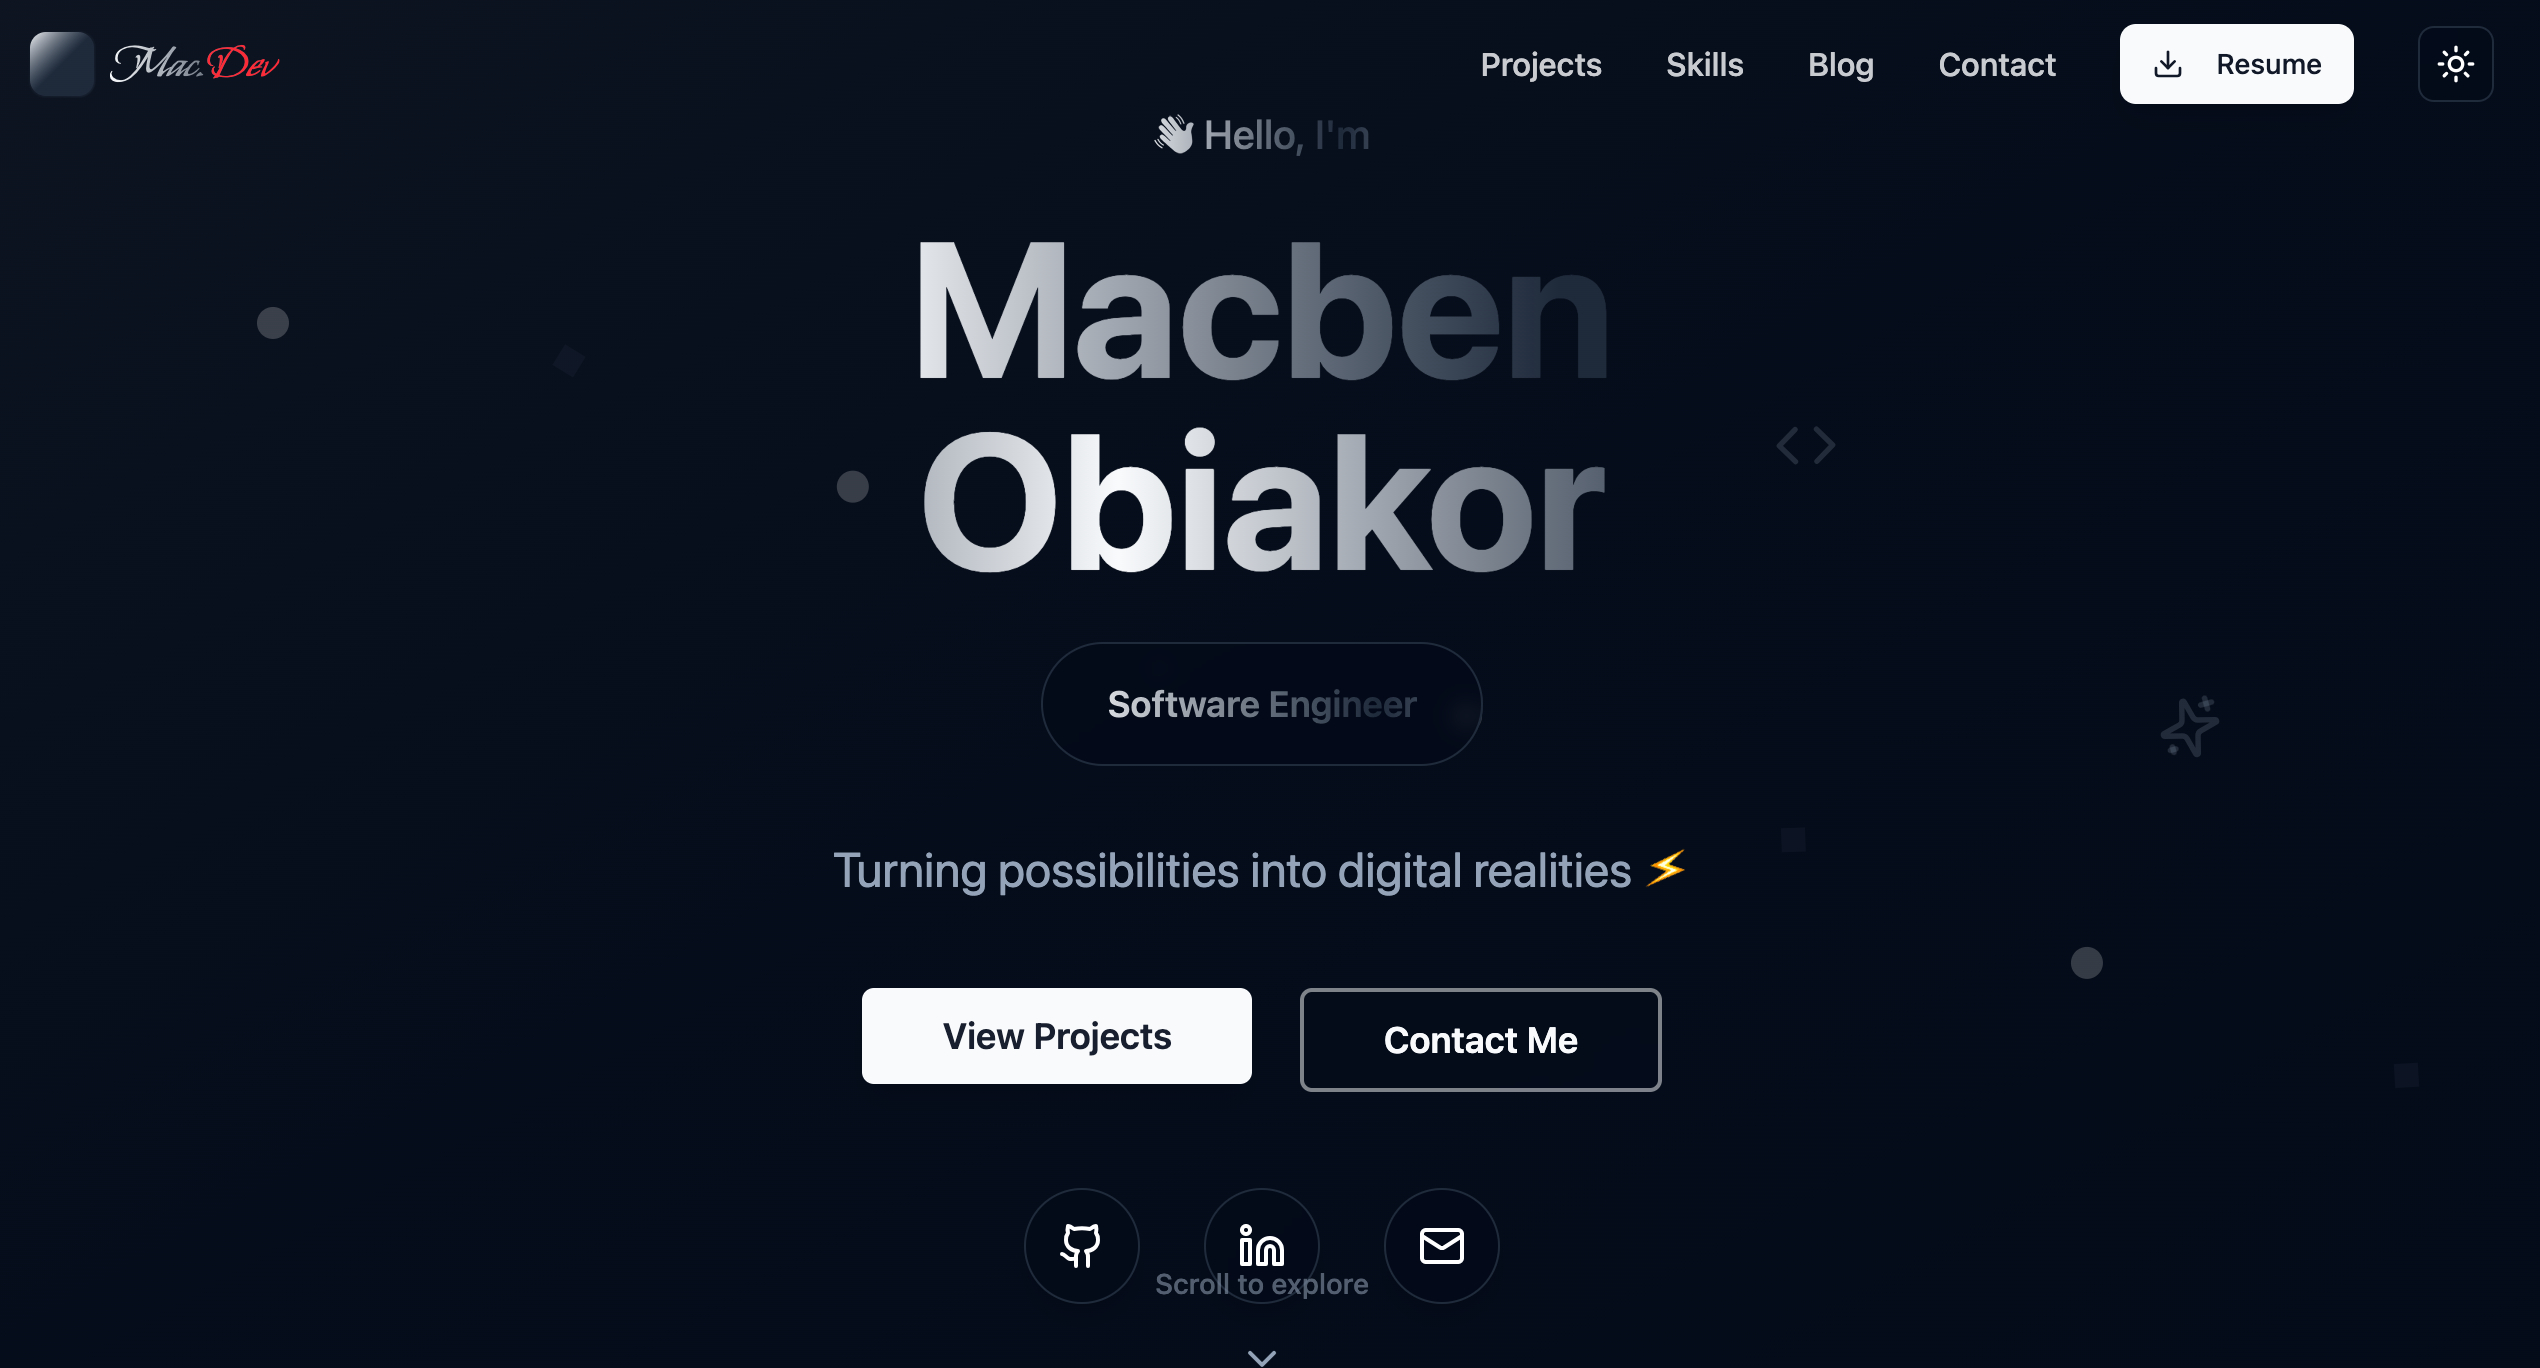 Mac.Dev
Projects
Skills
Blog
Contact
Resume
👋 Hello, I'm
Macben
Obiakor
Software Engineer
Turning possibilities into digital realities ⚡
View Projects
Contact Me
Scroll to explore